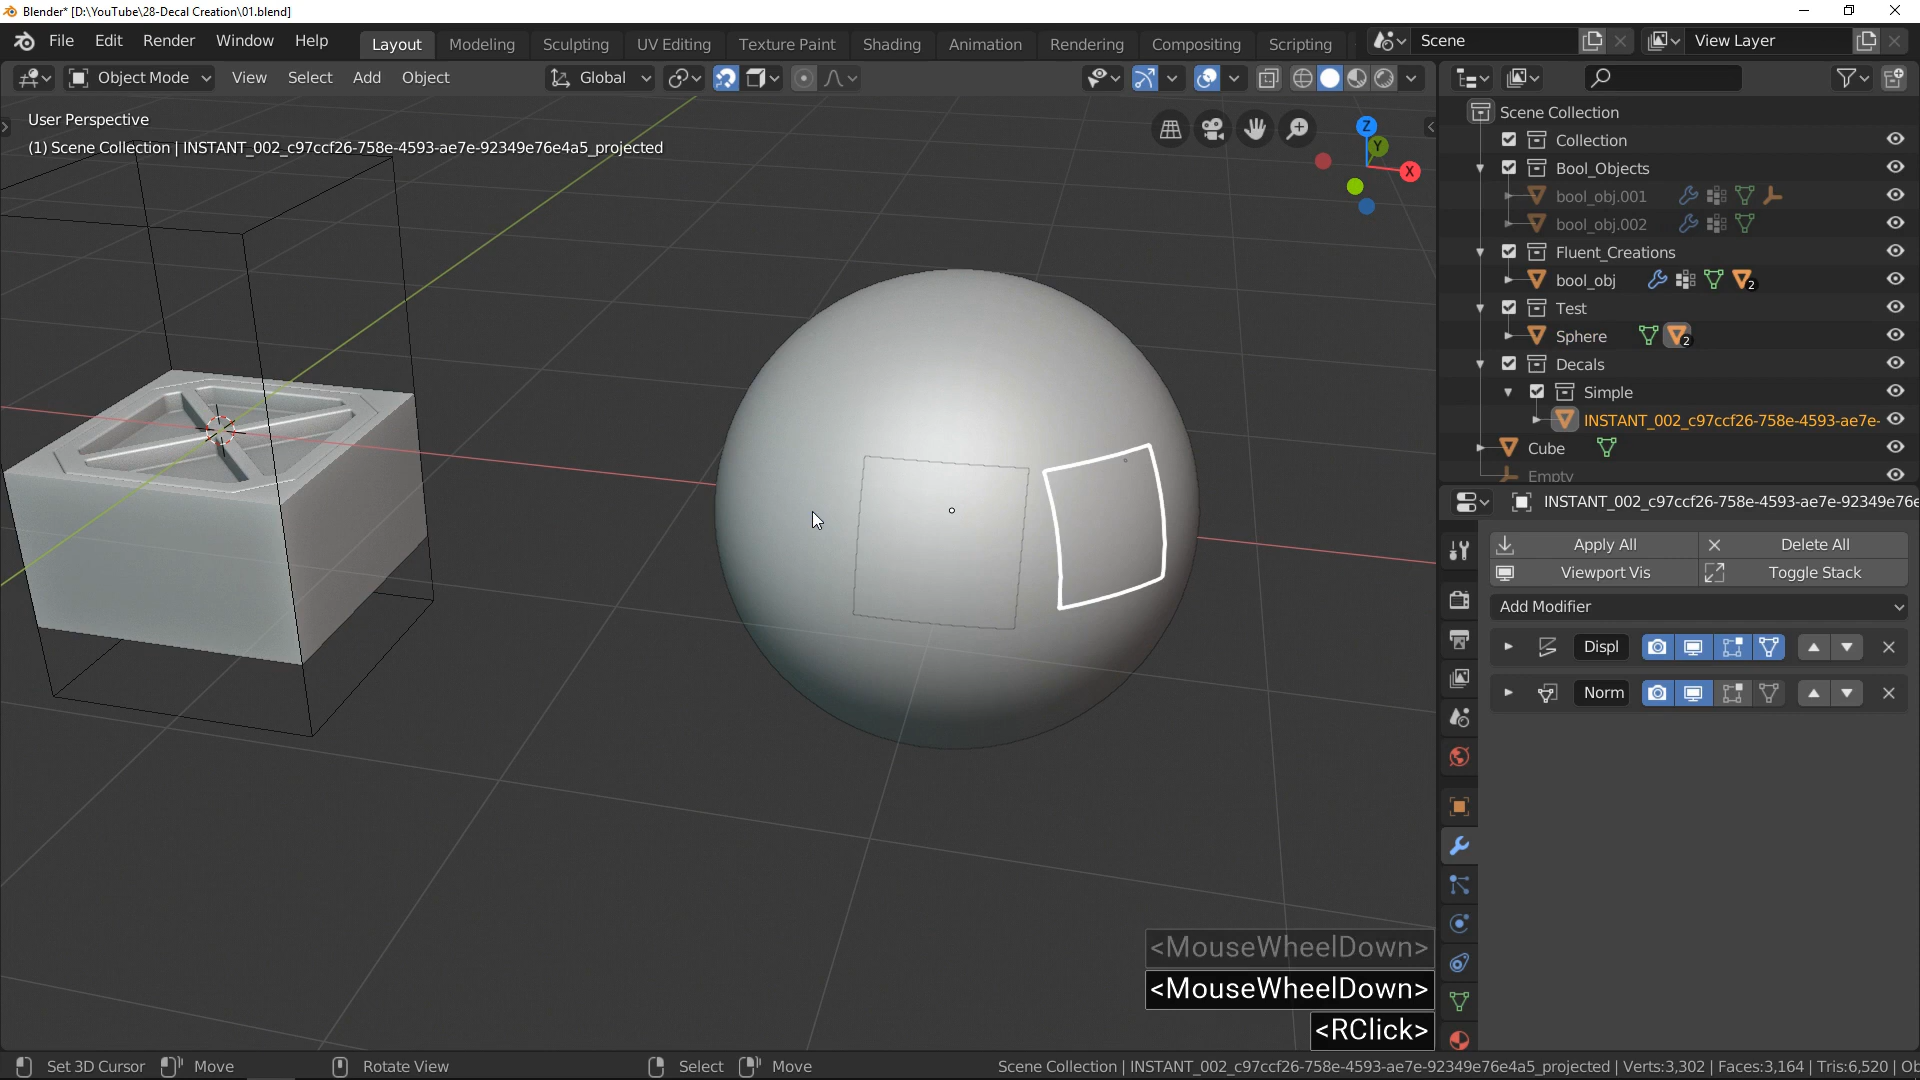 Blender* [D:\YouTube\28-Decal Creation\01.blend]
File Edit Render Window Help Layout Modeling Sculpting UV Editing Texture Paint Shading Animation Rendering Compositing Scripting Scene View Layer
Object Mode View Select Add Object Global
User Perspective
(1) Scene Collection | INSTANT_002_c97ccf26-758e-4593-ae7e-92349e76e4a5_projected
Z
Y
X
Scene Collection
Collection
Bool_Objects
bool_obj.001
bool_obj.002
Fluent_Creations
bool_obj 2
Test
Sphere 2
Decals
Simple
INSTANT_002_c97ccf26-758e-4593-ae7e-
Cube
Empty
INSTANT_002_c97ccf26-758e-4593-ae7e-92349e76e
Apply All Delete All
Viewport Vis Toggle Stack
Add Modifier
Displ
Norm
<MouseWheelDown>
<MouseWheelDown>
<RClick>
Set 3D Cursor Move Rotate View Select Move Scene Collection | INSTANT_002_c97ccf26-758e-4593-ae7e-92349e76e4a5_projected | Verts:3,302 | Faces:3,164 | Tris:6,520 | Ob